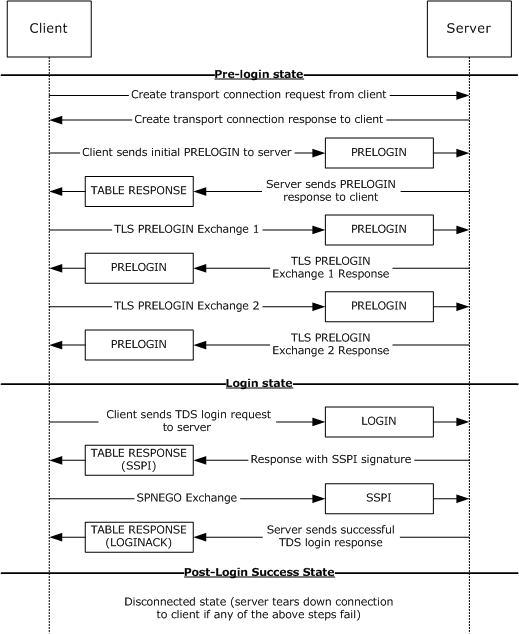 Client
Server
Pre-login state
Create transport connection request from client
Create transport connection response to client
Client sends initial PRELOGIN to server
PRELOGIN
TABLE RESPONSE
Server sends PRELOGIN
response to client
TLS PRELOGIN Exchange 1
PRELOGIN
PRELOGIN
TLS PRELOGIN
Exchange 1 Response
TLS PRELOGIN Exchange 2
PRELOGIN
PRELOGIN
TLS PRELOGIN
Exchange 2 Response
Login state
Client sends TDS login request
to server
LOGIN
TABLE RESPONSE
(SSPI)
Response with SSPI signature
SPNEGO Exchange
SSPI
TABLE RESPONSE
(LOGINACK)
Server sends successful
TDS login response
Post-Login Success State
Disconnected state (server tears down connection
to client if any of the above steps fail)